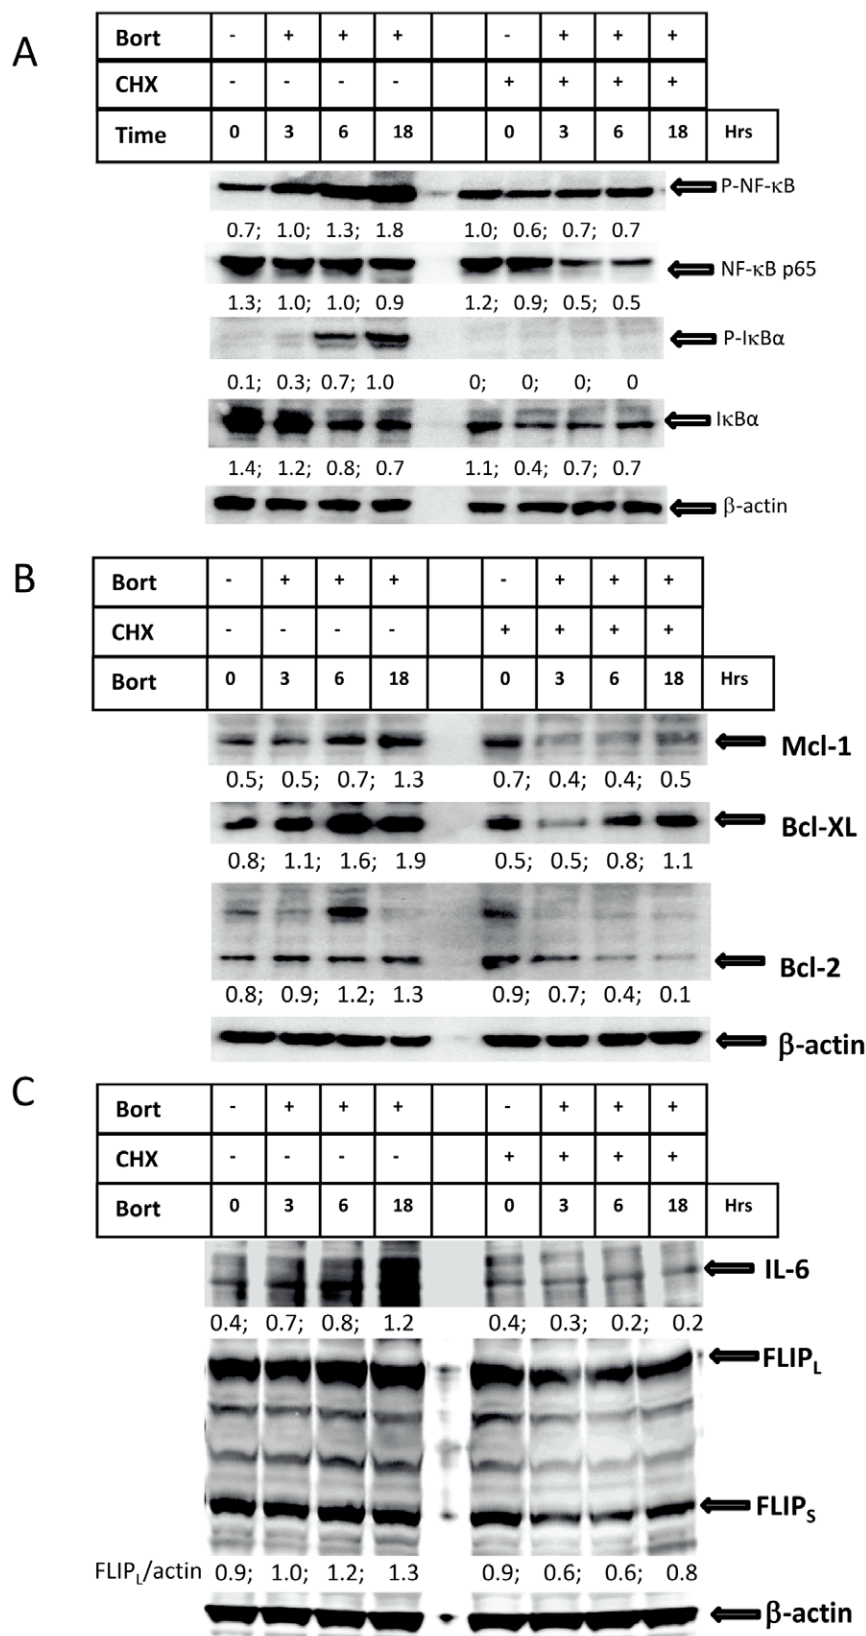 A
Bort - + + + - + + +
CHX - - - - + + + +
Time 0 3 6 18 0 3 6 18 Hrs
P-NF-κB
0.7; 1.0; 1.3; 1.8 1.0; 0.6; 0.7; 0.7
NF-κB p65
1.3; 1.0; 1.0; 0.9 1.2; 0.9; 0.5; 0.5
P-IκBα
0.1; 0.3; 0.7; 1.0 0; 0; 0; 0
IκBα
1.4; 1.2; 0.8; 0.7 1.1; 0.4; 0.7; 0.7
β-actin
B
Bort - + + + - + + +
CHX - - - - + + + +
Bort 0 3 6 18 0 3 6 18 Hrs
Mcl-1
0.5; 0.5; 0.7; 1.3 0.7; 0.4; 0.4; 0.5
Bcl-XL
0.8; 1.1; 1.6; 1.9 0.5; 0.5; 0.8; 1.1
Bcl-2
0.8; 0.9; 1.2; 1.3 0.9; 0.7; 0.4; 0.1
β-actin
C
Bort - + + + - + + +
CHX - - - - + + + +
Bort 0 3 6 18 0 3 6 18 Hrs
IL-6
0.4; 0.7; 0.8; 1.2 0.4; 0.3; 0.2; 0.2
FLIPL
FLIPS
FLIPL/actin 0.9; 1.0; 1.2; 1.3 0.9; 0.6; 0.6; 0.8
β-actin